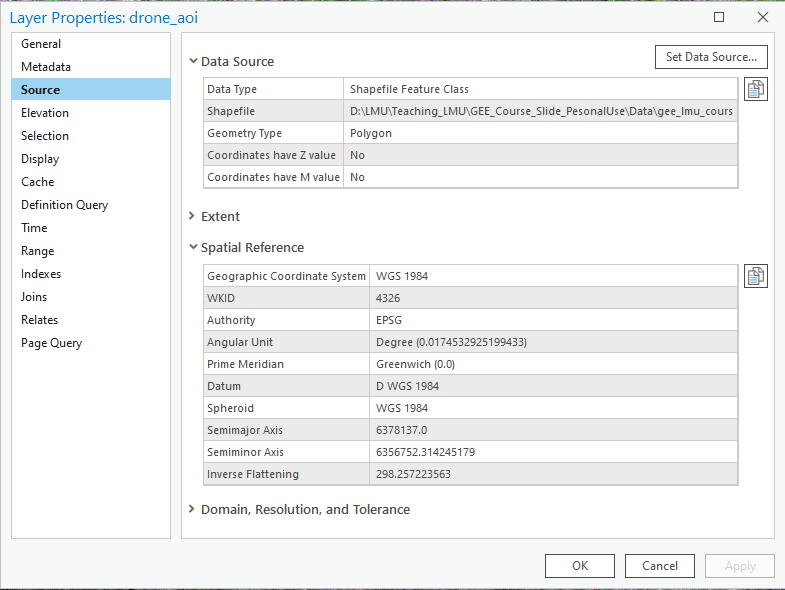 Layer Properties: drone_aoi
General
Metadata
Source
Elevation
Selection
Display
Cache
Definition Query
Time
Range
Indexes
Joins
Relates
Page Query
Set Data Source...
Data Source
Data Type Shapefile Feature Class
Shapefile D:\LMU\Teaching_LMU\GEE_Course_Slide_PesonalUse\Data\gee_lmu_cours
Geometry Type Polygon
Coordinates have Z value No
Coordinates have M value No
Extent
Spatial Reference
Geographic Coordinate System WGS 1984
WKID 4326
Authority EPSG
Angular Unit Degree (0.0174532925199433)
Prime Meridian Greenwich (0.0)
Datum D WGS 1984
Spheroid WGS 1984
Semimajor Axis 6378137.0
Semiminor Axis 6356752.314245179
Inverse Flattening 298.257223563
Domain, Resolution, and Tolerance
OK Cancel Apply